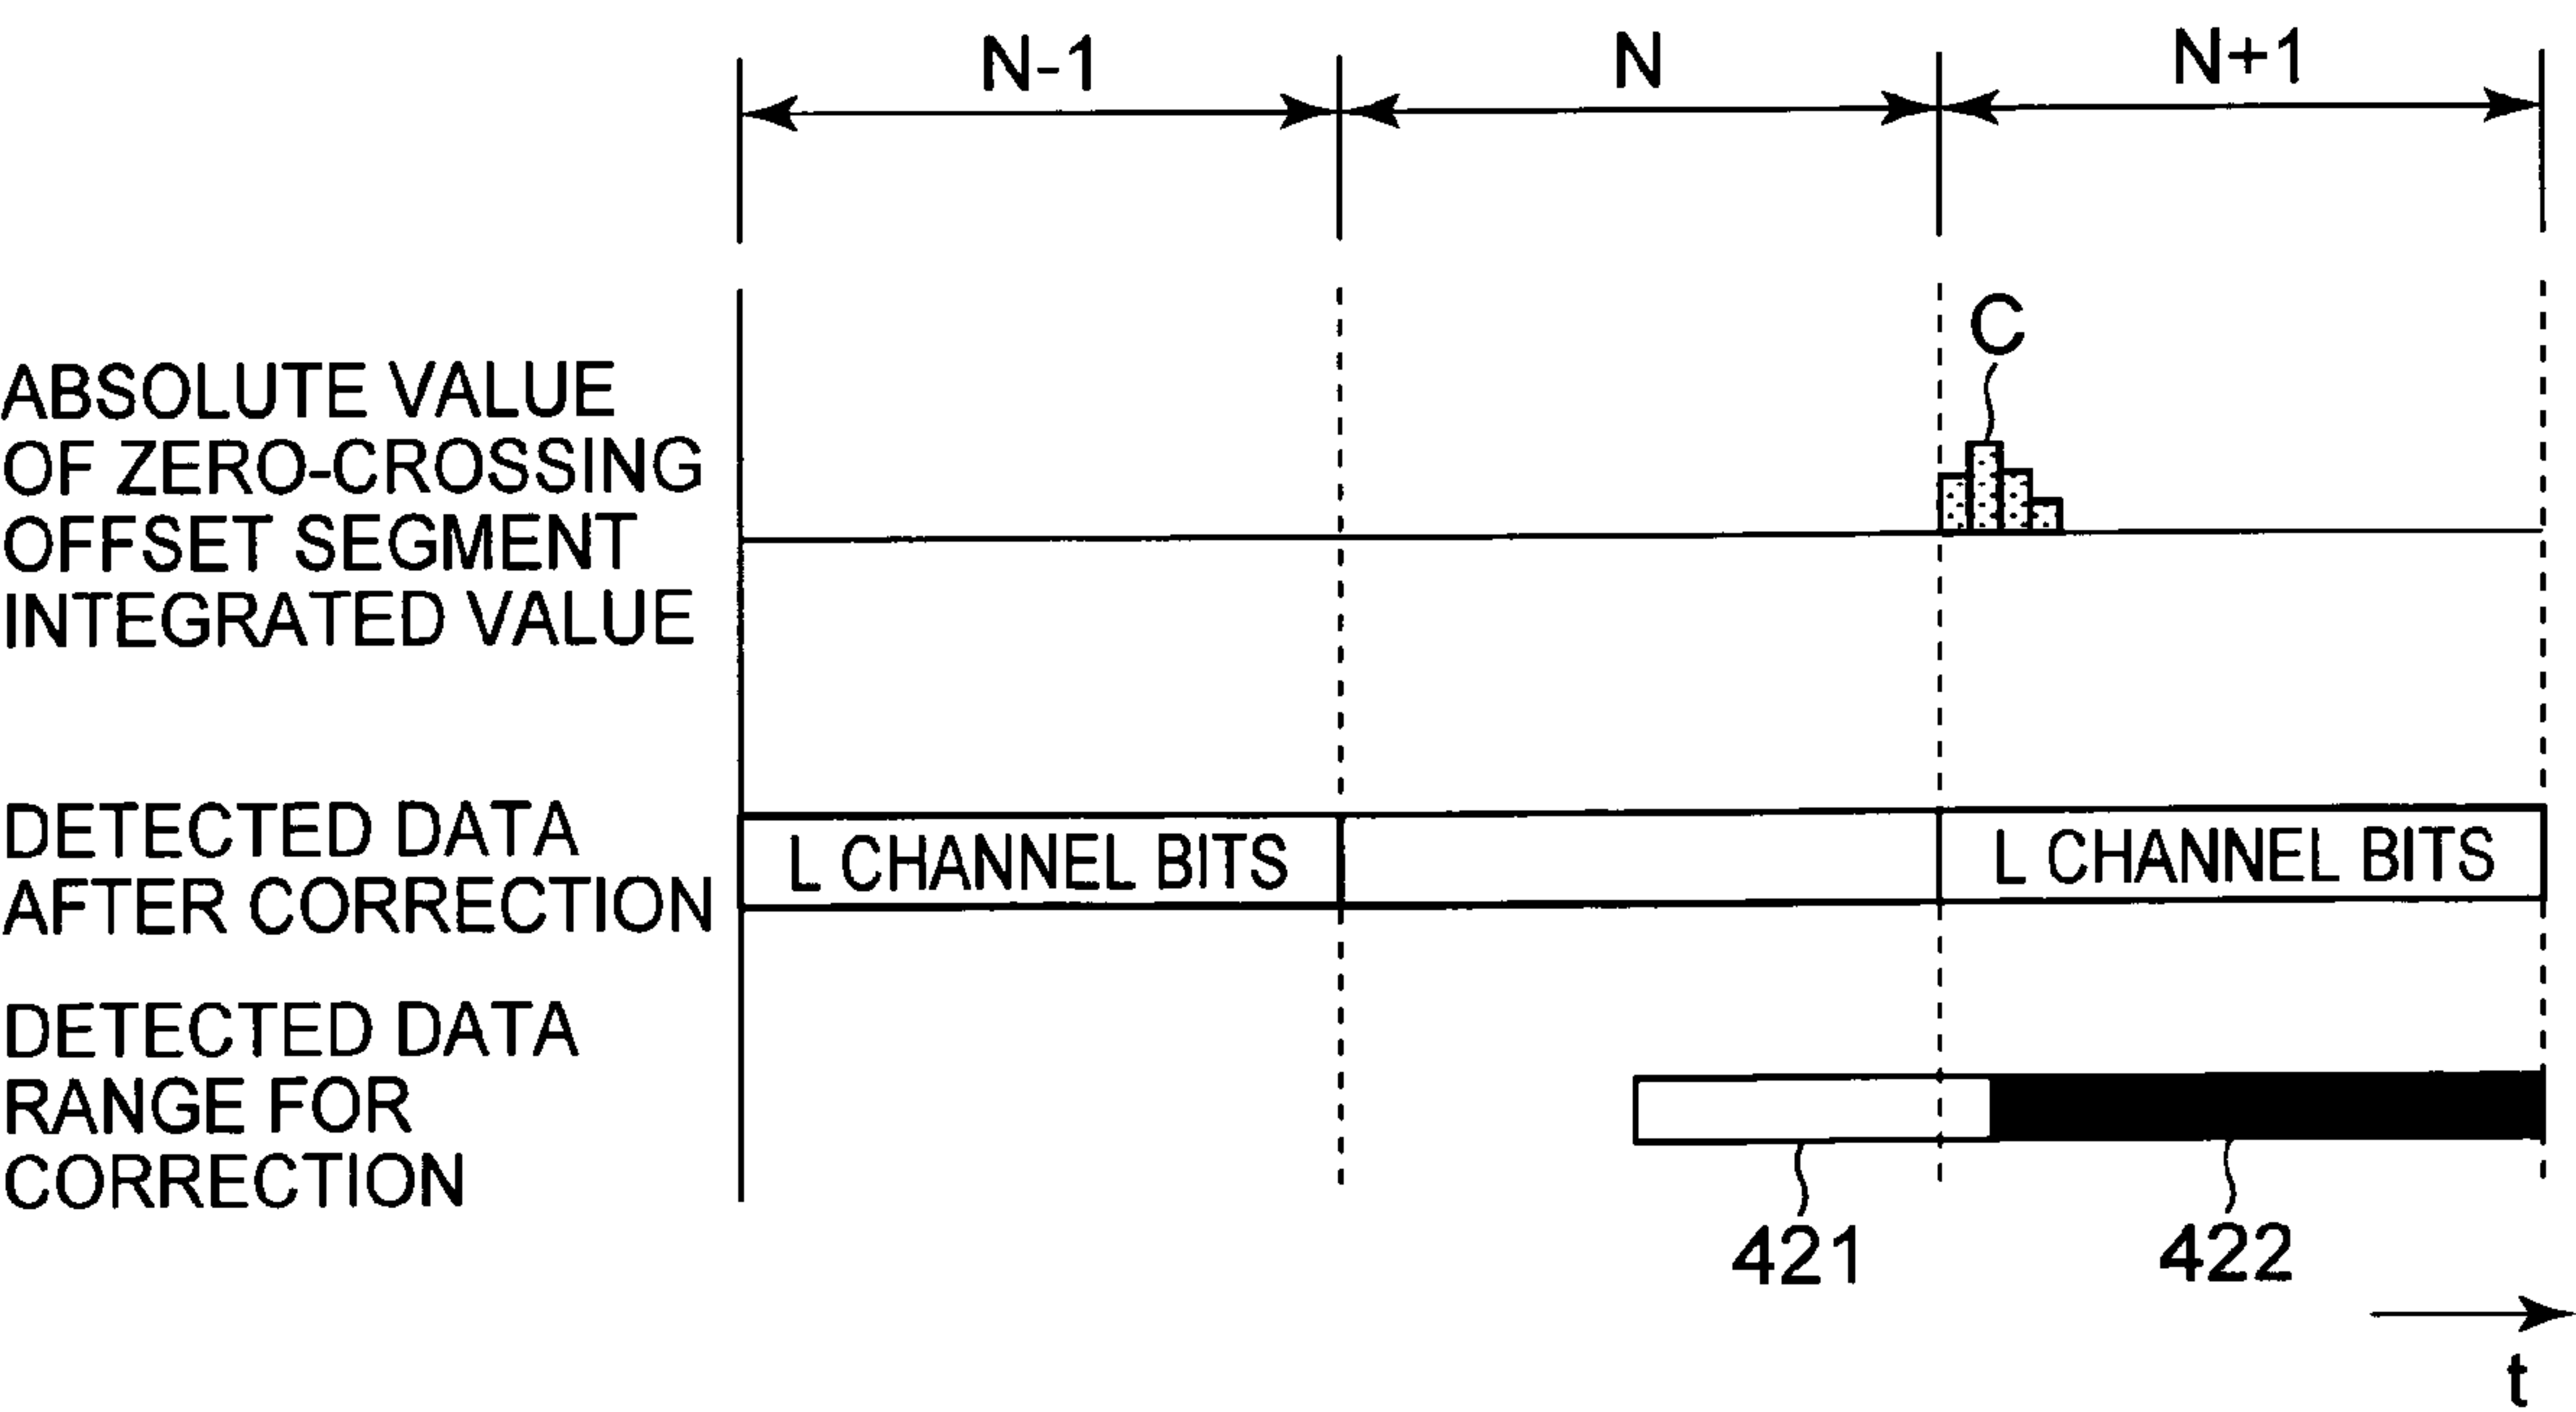 N-1
N
N+1
C
ABSOLUTE VALUE
OF ZERO-CROSSING
OFFSET SEGMENT
INTEGRATED VALUE
DETECTED DATA
AFTER CORRECTION
L CHANNEL BITS
L CHANNEL BITS
DETECTED DATA
RANGE FOR
CORRECTION
421
422
t